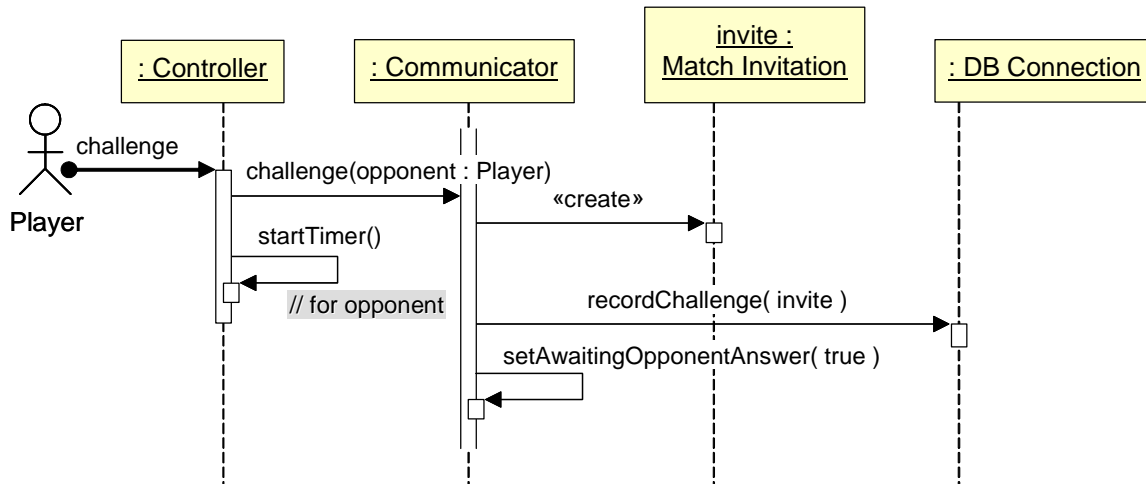 : Controller
: Communicator
invite :
Match Invitation
: DB Connection
challenge
Player
challenge(opponent : Player)
«create»
startTimer()
// for opponent
recordChallenge( invite )
setAwaitingOpponentAnswer( true )